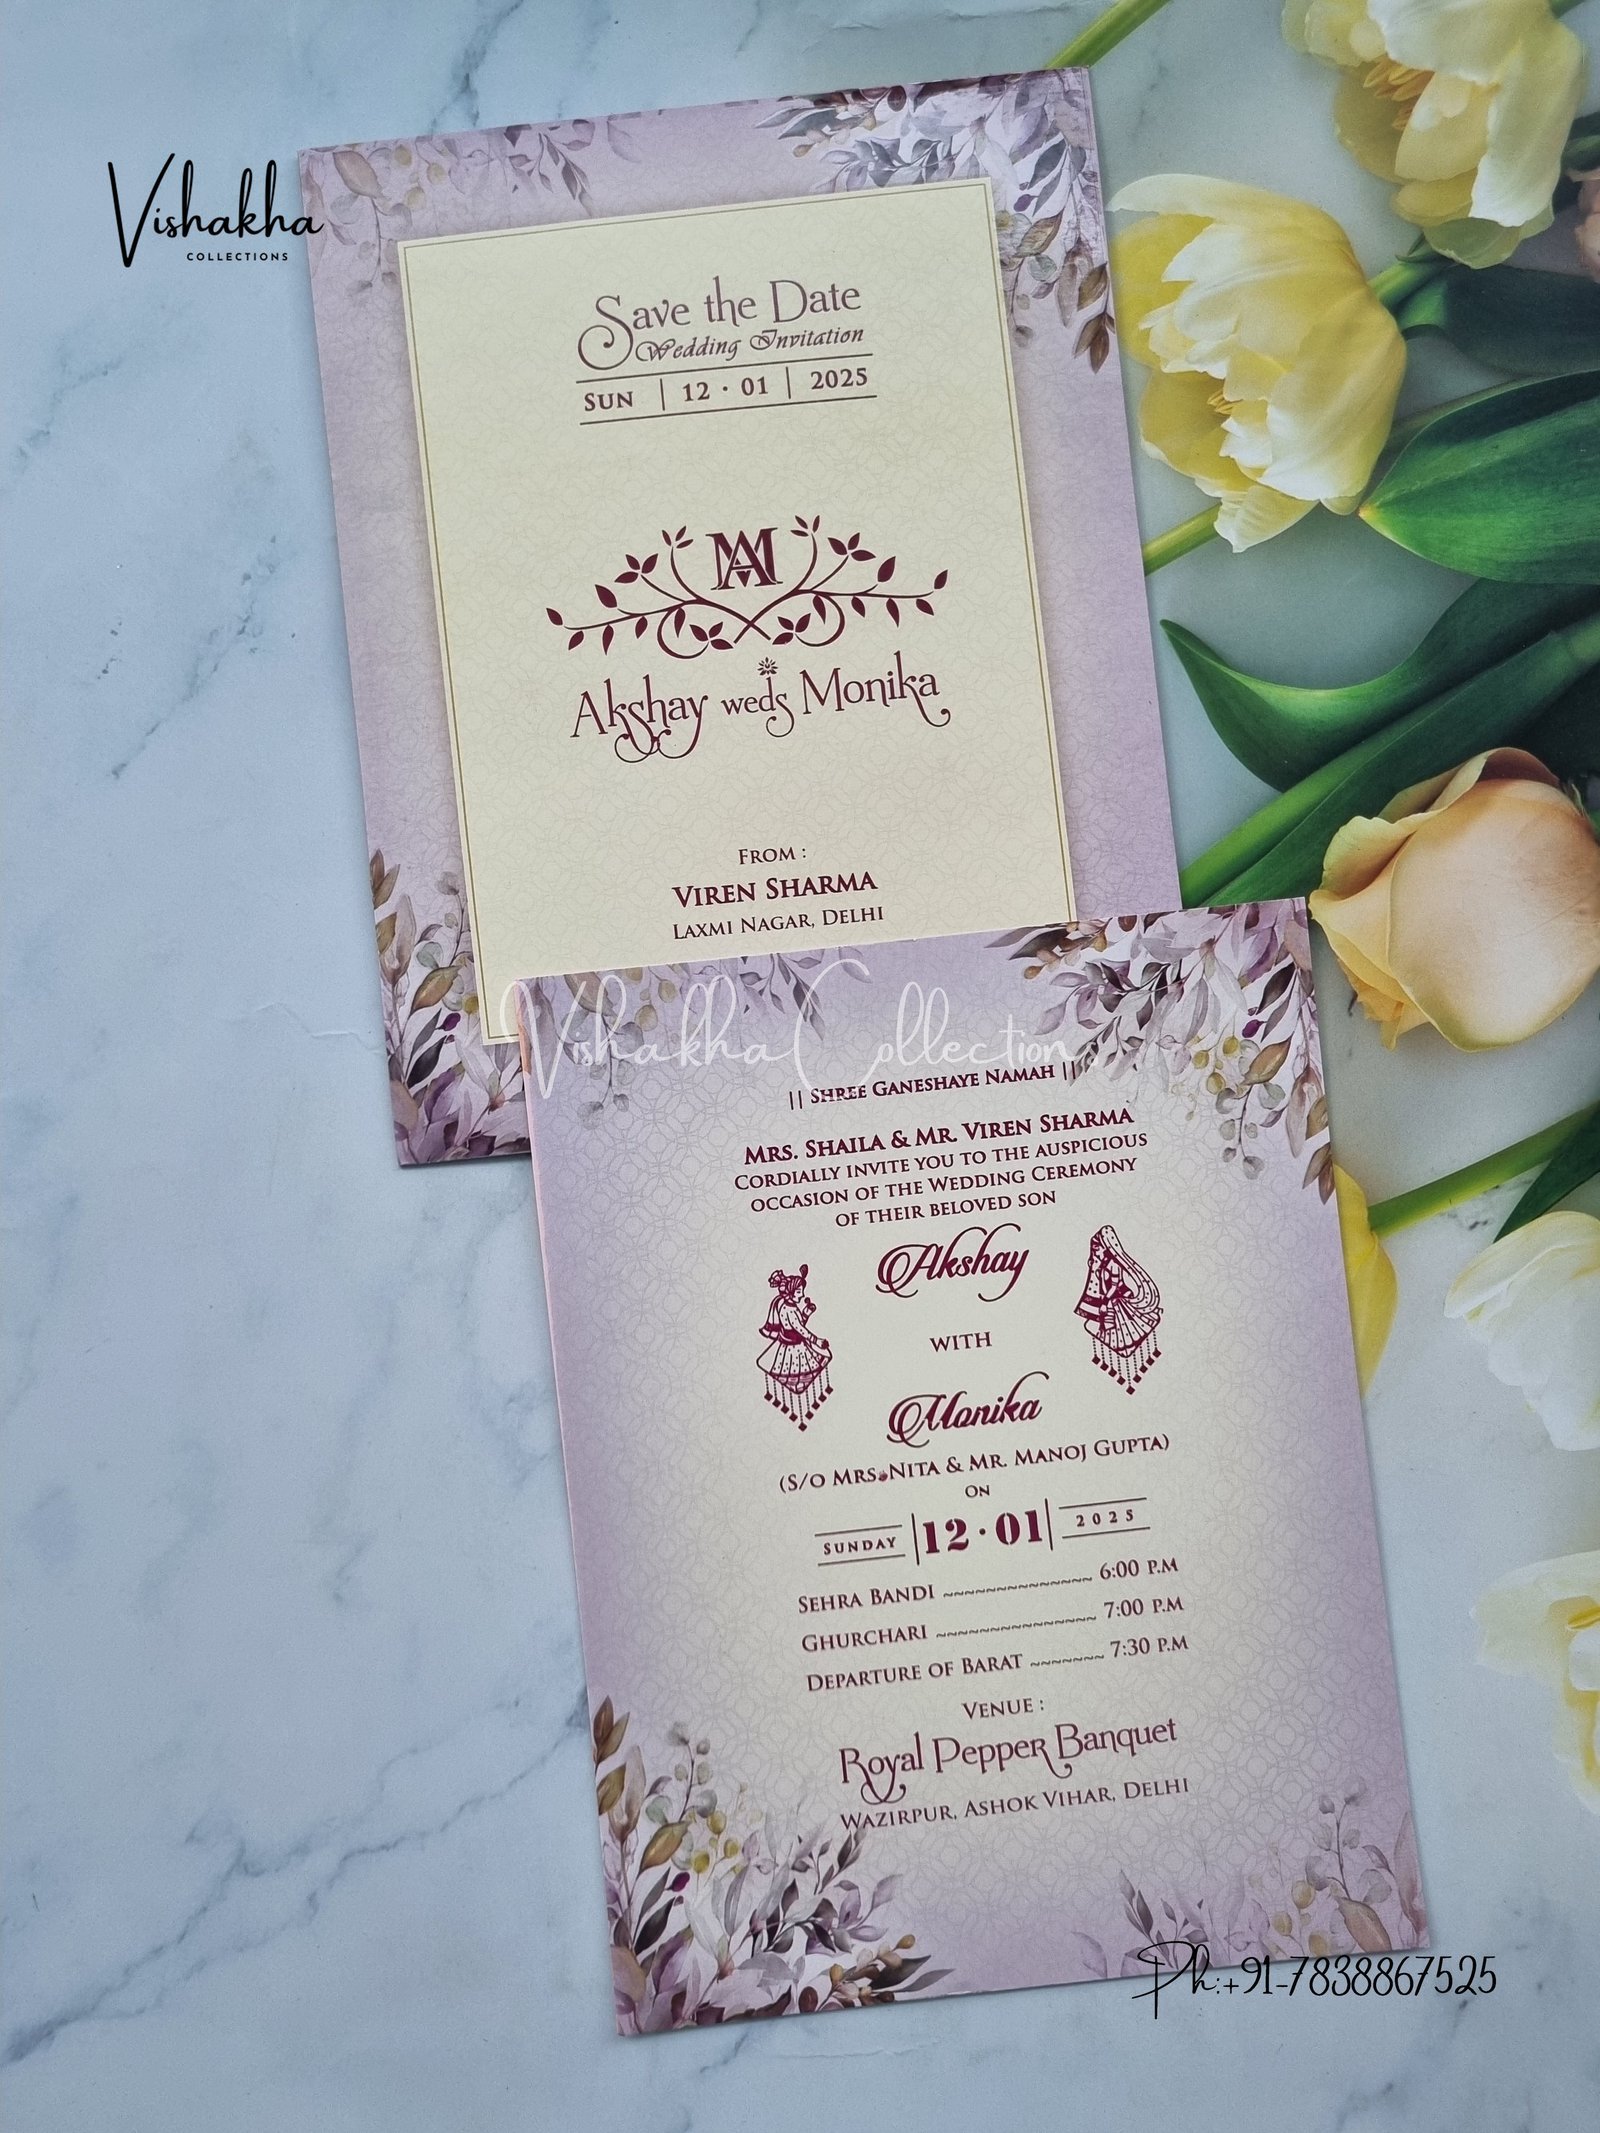 Vishakha
COLLECTIONS
Save the Date
Wedding Invitation
SUN | 12 · 01 | 2025
AM
Akshay weds Monika
FROM :
VIREN SHARMA
LAXMI NAGAR, DELHI
Vishakha Collection
|| SHREE GANESHAYE NAMAH ||
MRS. SHAILA & MR. VIREN SHARMA
CORDIALLY INVITE YOU TO THE AUSPICIOUS
OCCASION OF THE WEDDING CEREMONY
OF THEIR BELOVED SON
Akshay
WITH
Monika
(S/O MRS. NITA & MR. MANOJ GUPTA)
ON
SUNDAY | 12 · 01 | 2025
SEHRA BANDI ~~~~~~~~~~~~~~ 6:00 P.M
GHURCHARI ~~~~~~~~~~~~~~~ 7:00 P.M
DEPARTURE OF BARAT ~~~~~~~ 7:30 P.M
VENUE :
Royal Pepper Banquet
WAZIRPUR, ASHOK VIHAR, DELHI
Ph:+91-7838867525